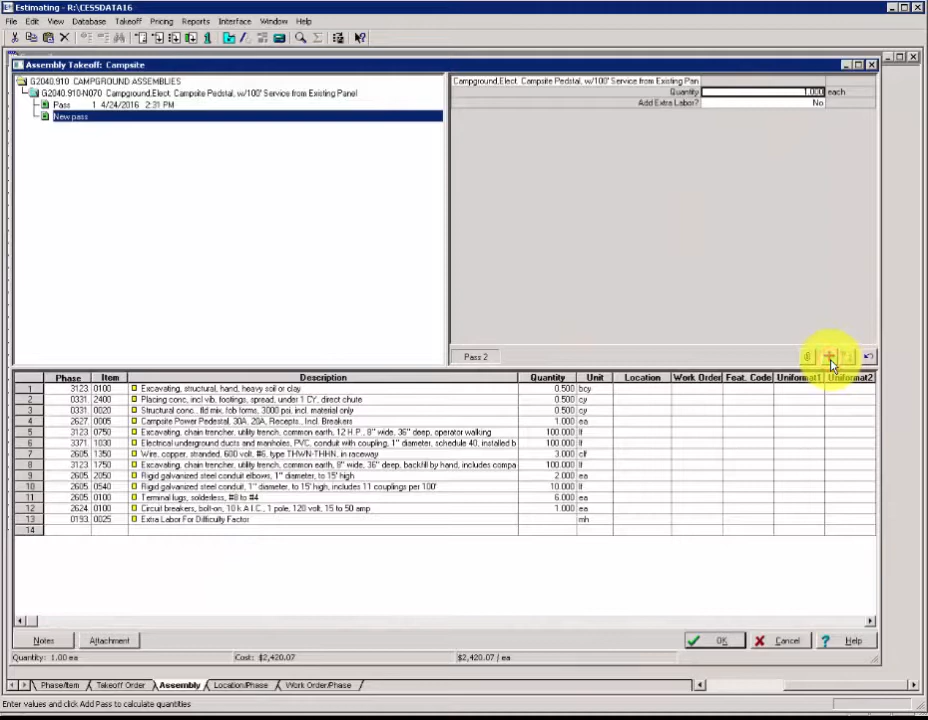 Estimating - R:\CESSDATA16
File Edit View Database Takeoff Pricing Reports Interface Window Help
Assembly Takeoff: Campsite
G2040.910 CAMPGROUND ASSEMBLIES
G2040.910-N070 Campground,Elect. Campsite Pedstal, w/100' Service from Existing Panel
Pass 1 4/24/2016 2:31 PM
New pass
Campground,Elect. Campsite Pedstal, w/100' Service from Existing Pan
Quantity 1.000 each
Add Extra Labor? No
Pass 2
Phase Item Description Quantity Unit Location Work Order Feat. Code Uniformat1 Uniformat2
1 3123 0100 Excavating, structural, hand, heavy soil or clay 0.500 bcy
2 0331 2400 Placing conc, incl vib, footings, spread, under 1 CY, direct chute 0.500 cy
3 0331 0020 Structural conc., fld mix, fob forms, 3000 psi, incl. material only 0.500 cy
4 2627 0005 Campsite Power Pedestal, 30A, 20A, Recepts., Incl. Breakers 1.000 ea
5 3123 0750 Excavating, chain trencher, utility trench, common earth, 12 H.P., 8" wide, 36" deep, operator walking 100.000 lf
6 3371 1030 Electrical underground ducts and manholes, PVC, conduit with coupling, 1" diameter, schedule 40, installed b 100.000 lf
7 2605 1350 Wire, copper, stranded, 600 volt, #6, type THWN-THHN, in raceway 3.000 clf
8 3123 1750 Excavating, chain trencher, utility trench, common earth, 8" wide, 36" deep, backfill by hand, includes compa 100.000 lf
9 2605 2050 Rigid galvanized steel conduit elbows, 1" diameter, to 15' high 2.000 ea
10 2605 0540 Rigid galvanized steel conduit, 1" diameter, to 15' high, includes 11 couplings per 100' 10.000 lf
11 2605 0100 Terminal lugs, solderless, #8 to #4 6.000 ea
12 2624 0100 Circuit breakers, bolt-on, 10 k A.I.C., 1 pole, 120 volt, 15 to 50 amp 1.000 ea
13 0193 0025 Extra Labor For Difficulty Factor mh
14
Notes Attachment OK Cancel Help
Quantity: 1.00 ea Cost: $2,420.07 $2,420.07 / ea
Phase/Item Takeoff Order Assembly Location/Phase Work Order/Phase
Enter values and click Add Pass to calculate quantities